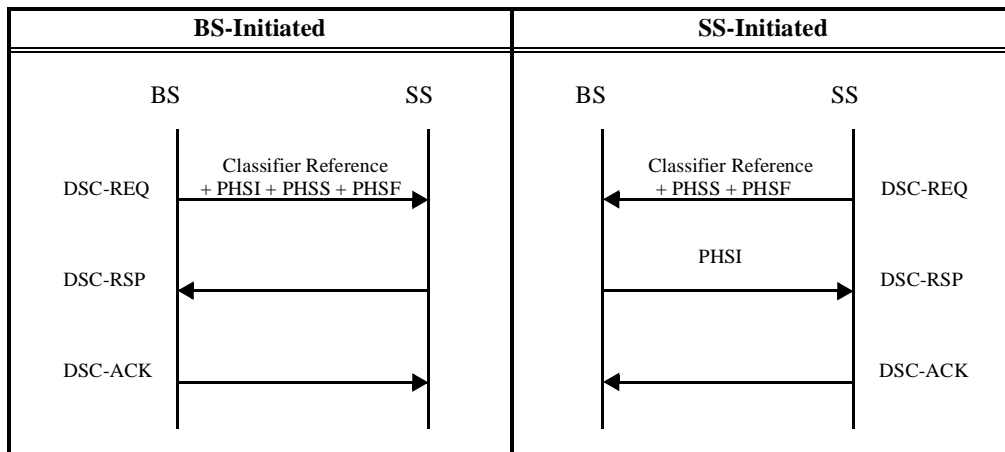 BS-Initiated
SS-Initiated
BS
SS
BS
SS
Classifier Reference
+ PHSI + PHSS + PHSF
DSC-REQ
Classifier Reference
+ PHSS + PHSF
DSC-REQ
DSC-RSP
PHSI
DSC-RSP
DSC-ACK
DSC-ACK